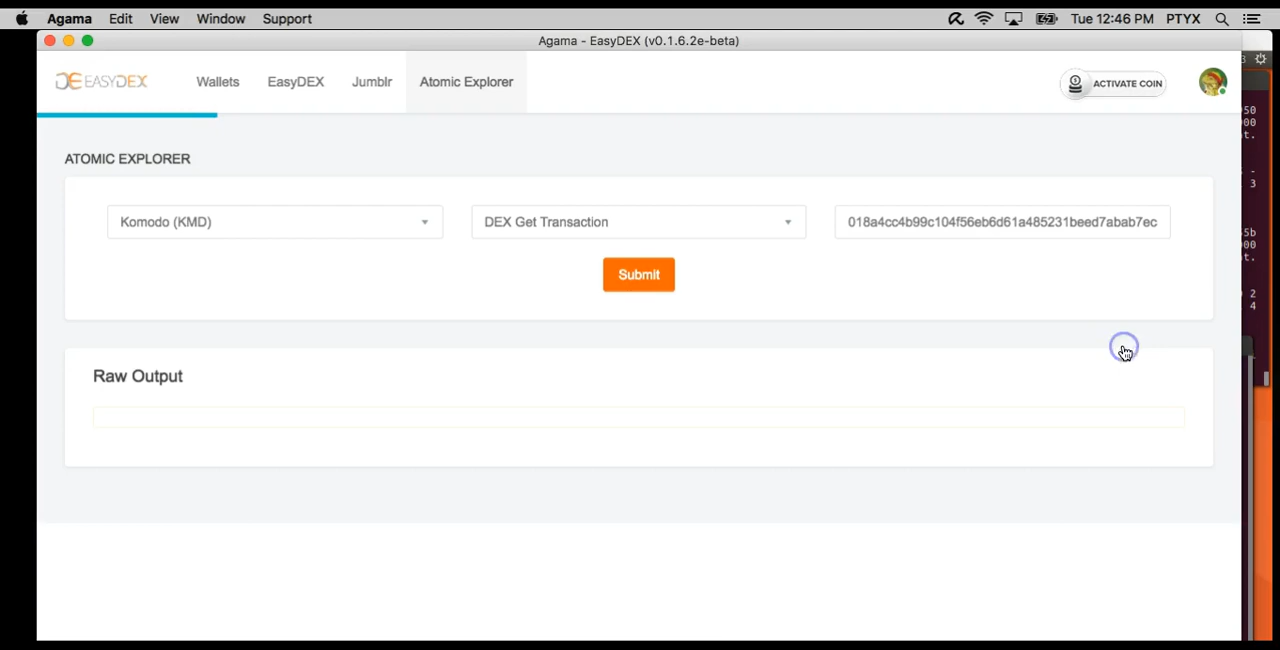 Agama Edit View Window Support Tue 12:46 PM PTYX
Agama - EasyDEX (v0.1.6.2e-beta)
EASYDEX Wallets EasyDEX Jumblr Atomic Explorer ACTIVATE COIN
ATOMIC EXPLORER
Komodo (KMD) DEX Get Transaction 018a4cc4b99c104f56eb6d61a485231beed7abab7ec
Submit
Raw Output